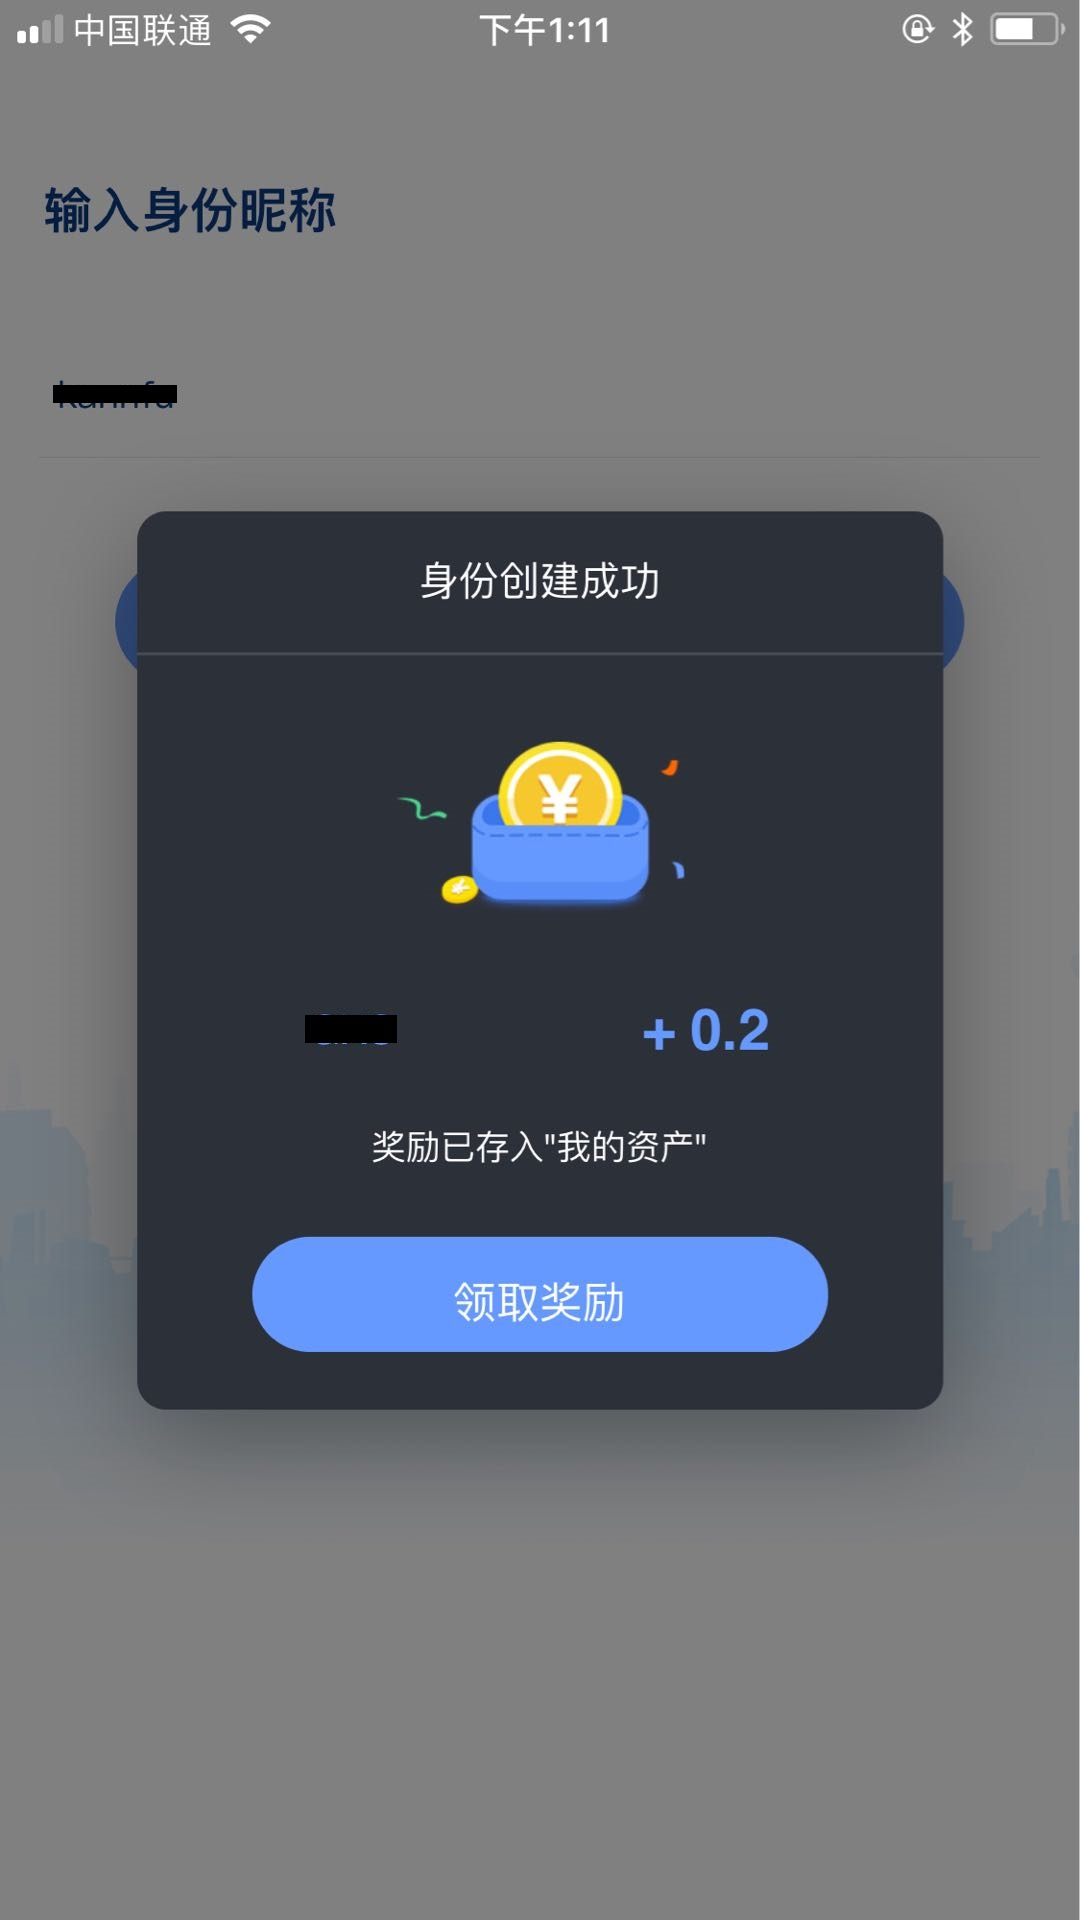 中国联通
下午1:11
输入身份昵称
身份创建成功
¥
+ 0.2
奖励已存入"我的资产"
领取奖励